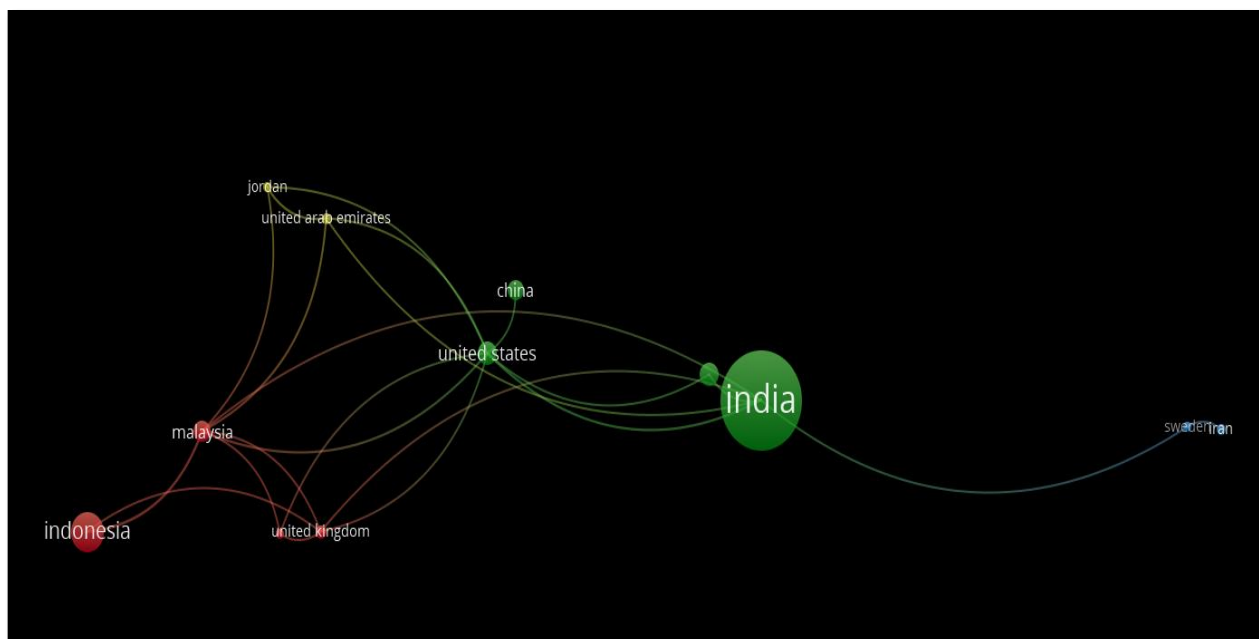 jordan
united arab emirates
china
united states
india
sweden
iran
malaysia
indonesia
united kingdom